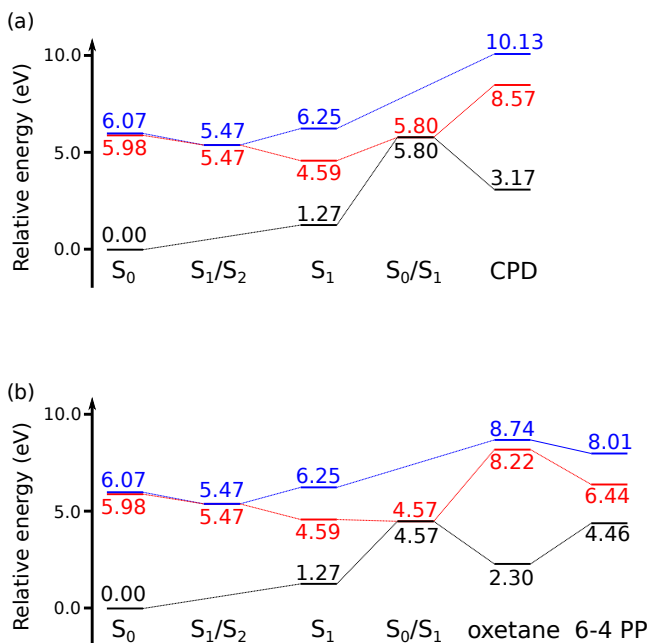 (a)
Relative energy (eV)
10.0
5.0
0.0
6.07
5.98
0.00
5.47
5.47
6.25
4.59
1.27
5.80
5.80
10.13
8.57
3.17
S0
S1/S2
S1
S0/S1
CPD
(b)
Relative energy (eV)
10.0
5.0
0.0
6.07
5.98
0.00
5.47
5.47
6.25
4.59
1.27
4.57
4.57
8.74
8.22
2.30
8.01
6.44
4.46
S0
S1/S2
S1
S0/S1
oxetane
6-4 PP